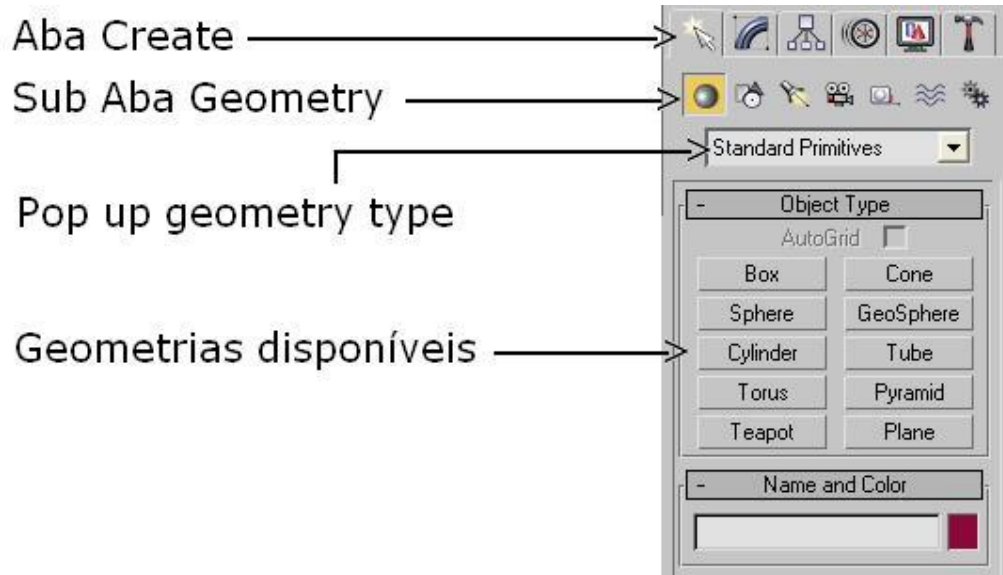 Aba Create
Sub Aba Geometry
Standard Primitives
Pop up geometry type
- Object Type
AutoGrid
Box Cone
Sphere GeoSphere
Geometrias disponíveis
Cylinder Tube
Torus Pyramid
Teapot Plane
- Name and Color